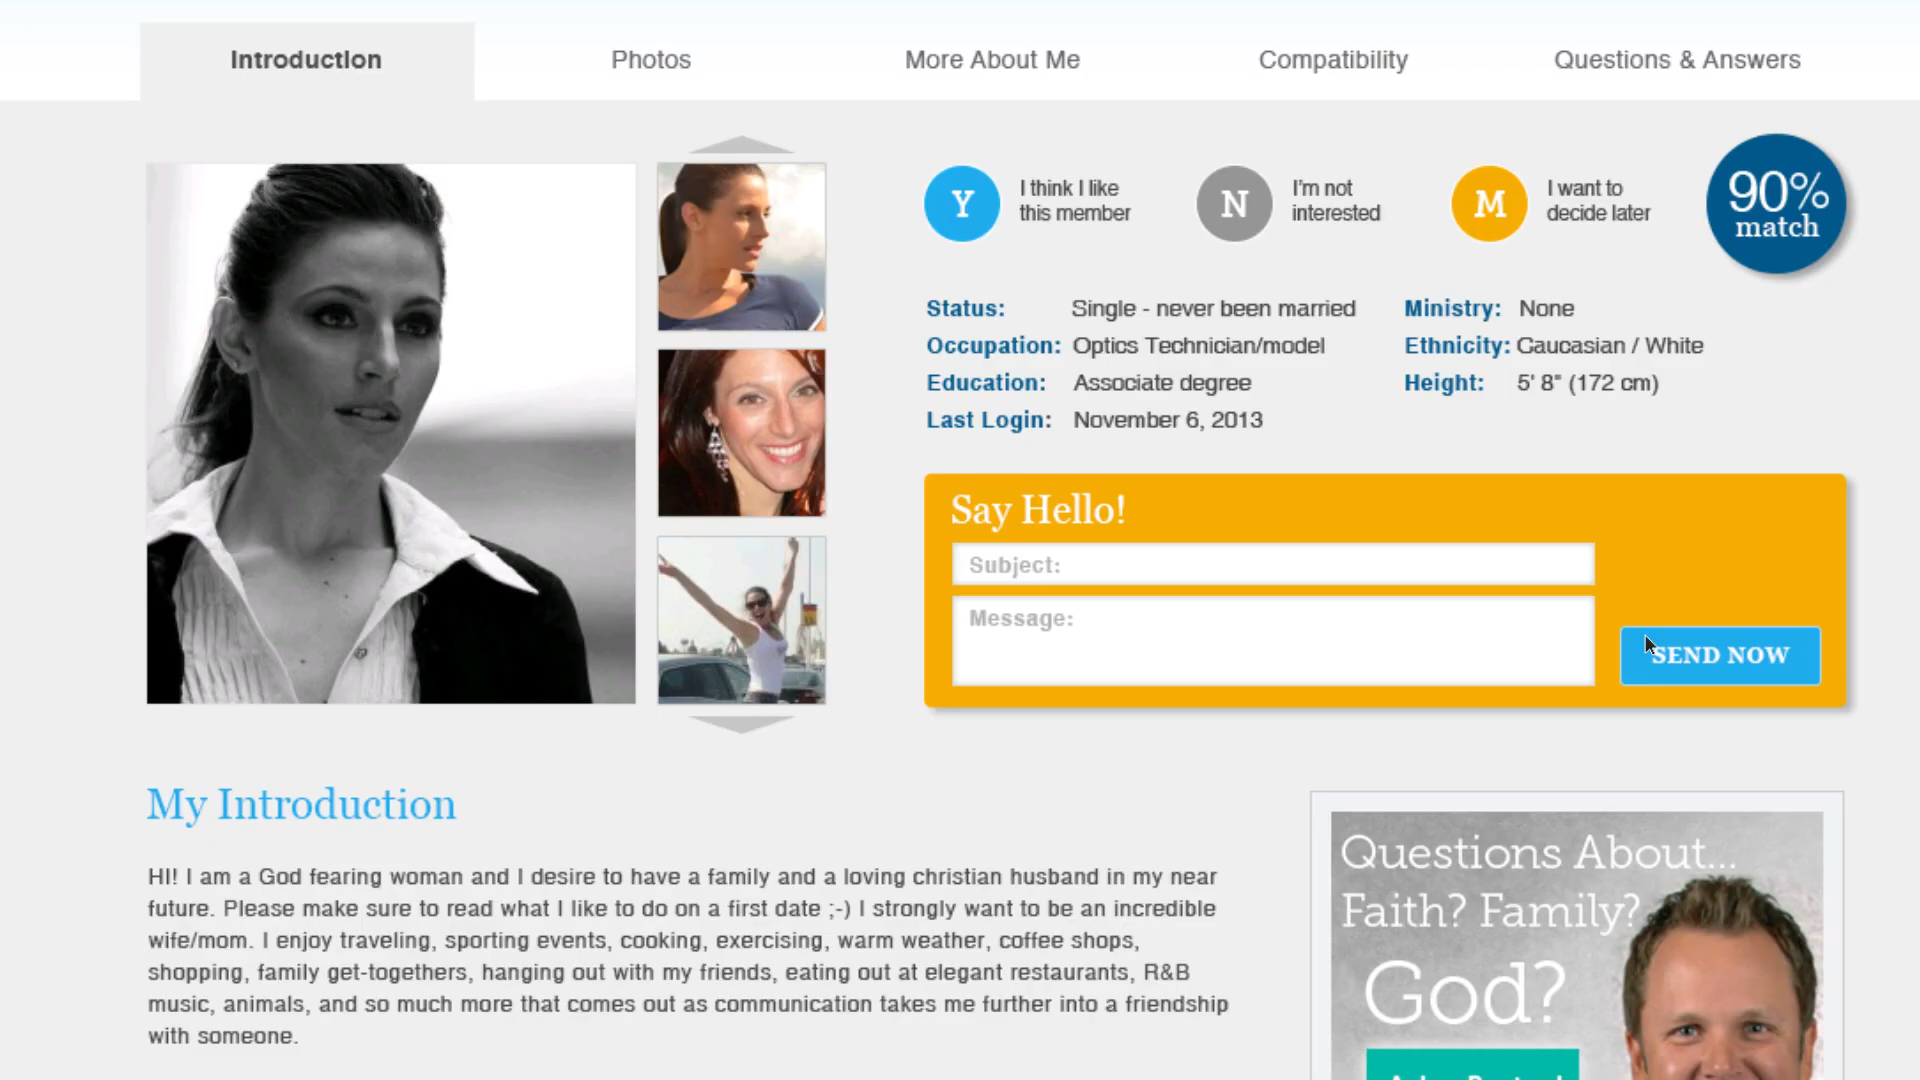 Introduction
Photos
More About Me
Compatibility
Questions & Answers
Y
I think I like
this member
N
I'm not
interested
M
I want to
decide later
90%
match
Status: Single - never been married
Occupation: Optics Technician/model
Education: Associate degree
Last Login: November 6, 2013
Ministry: None
Ethnicity: Caucasian / White
Height: 5' 8" (172 cm)
Say Hello!
Subject:
Message:
SEND NOW
My Introduction
HI! I am a God fearing woman and I desire to have a family and a loving christian husband in my near
future. Please make sure to read what I like to do on a first date ;-) I strongly want to be an incredible
wife/mom. I enjoy traveling, sporting events, cooking, exercising, warm weather, coffee shops,
shopping, family get-togethers, hanging out with my friends, eating out at elegant restaurants, R&B
music, animals, and so much more that comes out as communication takes me further into a friendship
with someone.
Questions About...
Faith? Family?
God?